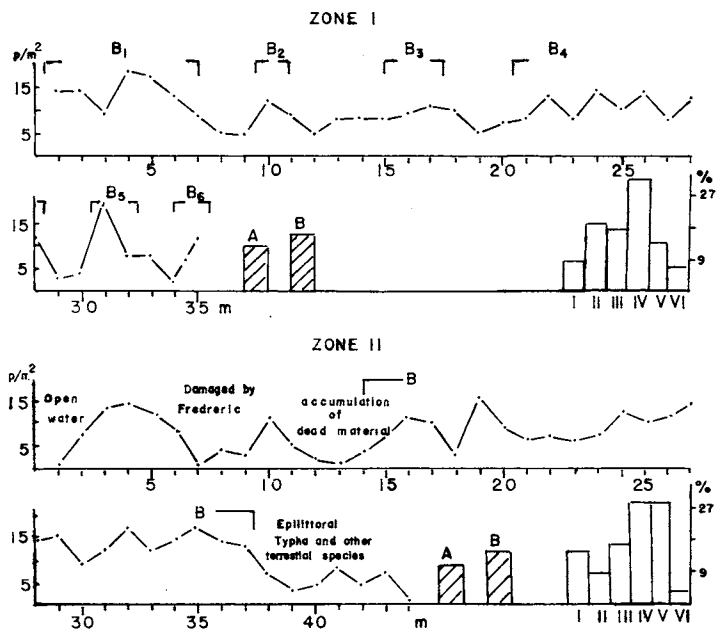 ZONE I
p/m²
B1 B2 B3 B4
15
5
5 10 15 20 25
B5 B6
A B
%
15
5
27
9
30 35 m
I II III IV V VI
ZONE II
p/m²
B
15
5
Open water
Damaged by Fredreric
accumulation of dead material
5 10 15 20 25
B
Epilittoral
Typha and other
terrestial species
A B
%
15
5
27
9
30 35 40 m
I II III IV V VI